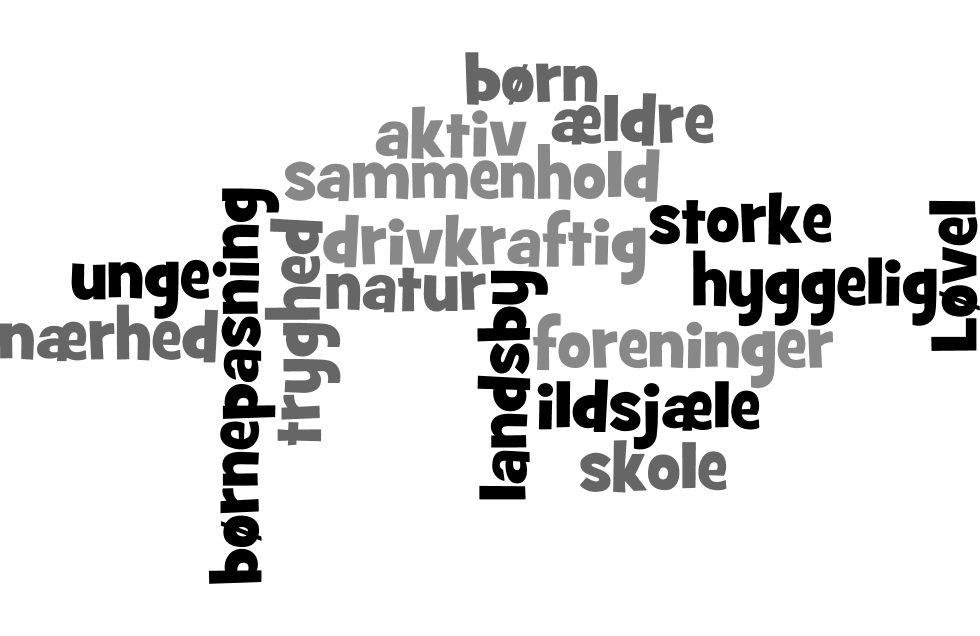 børn
ældre
aktiv
sammenhold
storke
drivkraftig
tryghed
børnepasning
unge
natur
hyggelig
Løvel
nærhed
landsby
foreninger
ildsjæle
skole